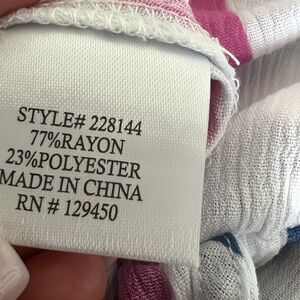 STYLE# 228144
77%RAYON
23%POLYESTER
MADE IN CHINA
RN # 129450